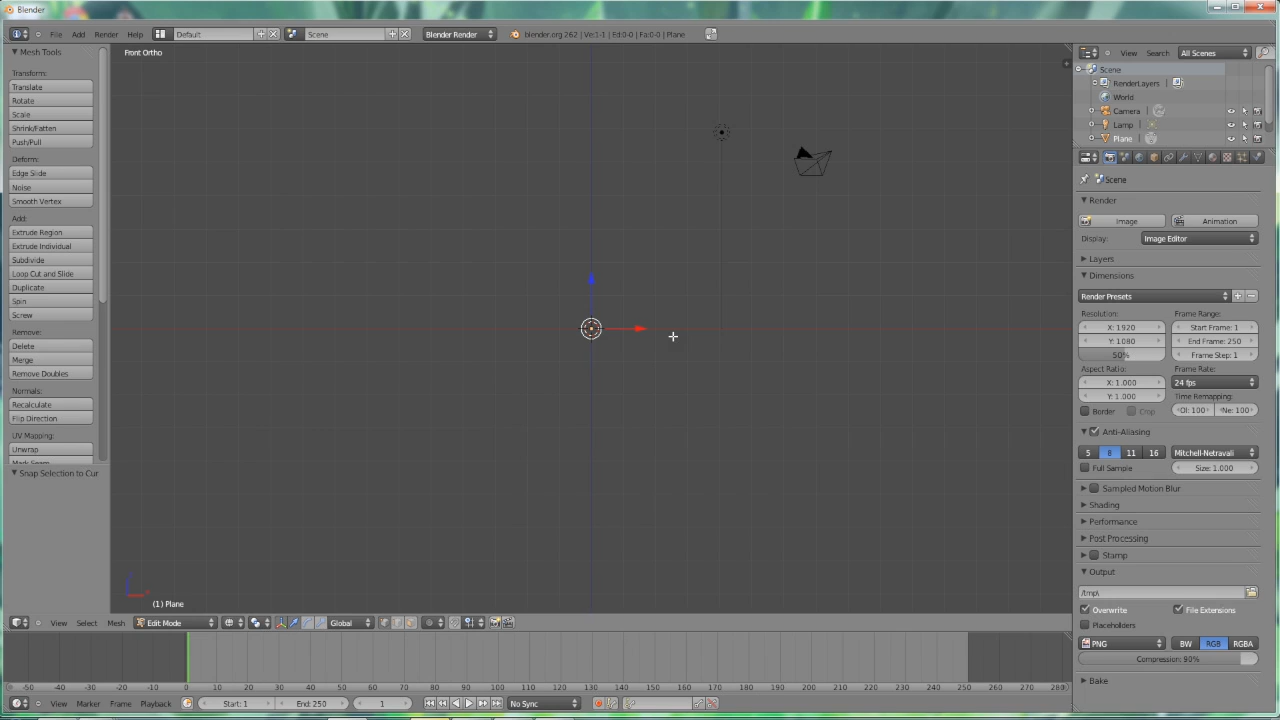 Blender
File Add Render Help Default Scene Blender Render blender.org 262 | Ve:1-1 | Ed:0-0 | Fa:0-0 | Plane
Mesh Tools
Transform:
Translate
Rotate
Scale
Shrink/Fatten
Push/Pull
Deform:
Edge Slide
Noise
Smooth Vertex
Add:
Extrude Region
Extrude Individual
Subdivide
Loop Cut and Slide
Duplicate
Spin
Screw
Remove:
Delete
Merge
Remove Doubles
Normals:
Recalculate
Flip Direction
UV Mapping:
Unwrap
Mark Seam
Snap Selection to Cur
Front Ortho
(1) Plane
View Select Mesh Edit Mode Global
-50 -40 -30 -20 -10 0 10 20 30 40 50 60 70 80 90 100 110 120 130 140 150 160 170 180 190 200 210 220 230 240 250 260 270 280
View Marker Frame Playback Start: 1 End: 250 1 No Sync
View Search All Scenes
Scene
RenderLayers |
World
Camera |
Lamp |
Plane |
Scene
Render
Image Animation
Display: Image Editor
Layers
Dimensions
Render Presets
Resolution: Frame Range:
X: 1920 Start Frame: 1
Y: 1080 End Frame: 250
50% Frame Step: 1
Aspect Ratio: Frame Rate:
X: 1.000 24 fps
Y: 1.000 Time Remapping:
Border Crop Ol: 100 Ne: 100
Anti-Aliasing
5 8 11 16 Mitchell-Netravali
Full Sample Size: 1.000
Sampled Motion Blur
Shading
Performance
Post Processing
Stamp
Output
/tmp\
Overwrite File Extensions
Placeholders
PNG BW RGB RGBA
Compression: 90%
Bake